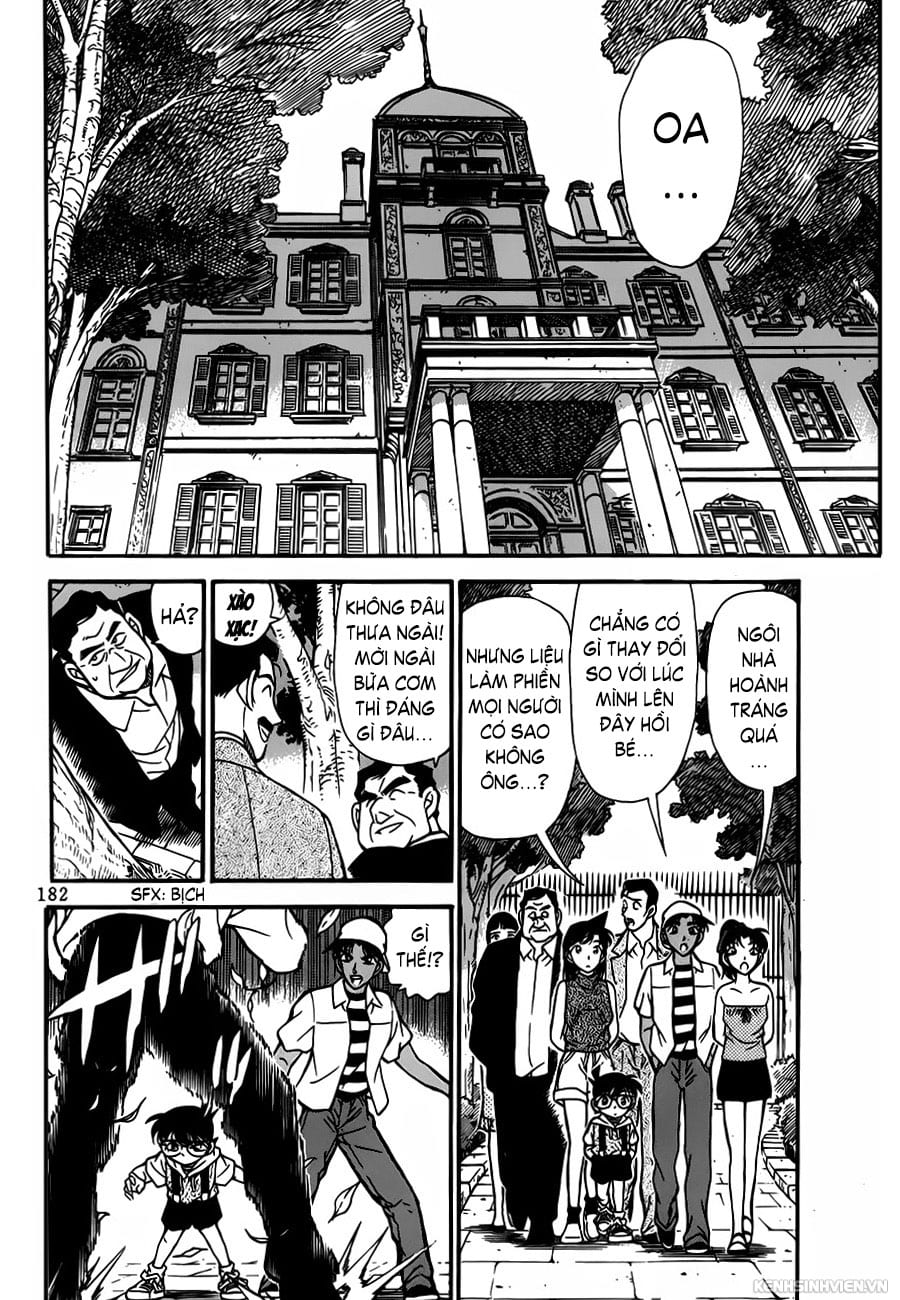 OA
...
NGÔI
NHÀ
HOÀNH
TRÁNG
QUÁ
...
CHẲNG CÓ
GÌ THAY ĐỔI
SO VỚI LÚC
MÌNH LÊN
ĐÂY HỒI
BÉ...
NHƯNG LIỆU
LÀM PHIỀN
MỌI NGƯỜI
CÓ SAO
KHÔNG
ÔNG...?
KHÔNG ĐÂU
THƯA NGÀI!
MỜI NGÀI
BỮA CƠM
THÌ ĐÁNG
GÌ ĐÂU...
XÀO
XẠC!
HẢ?
182
SFX: BỊCH
GÌ
THẾ!?
KENHSINHVIEN.VN